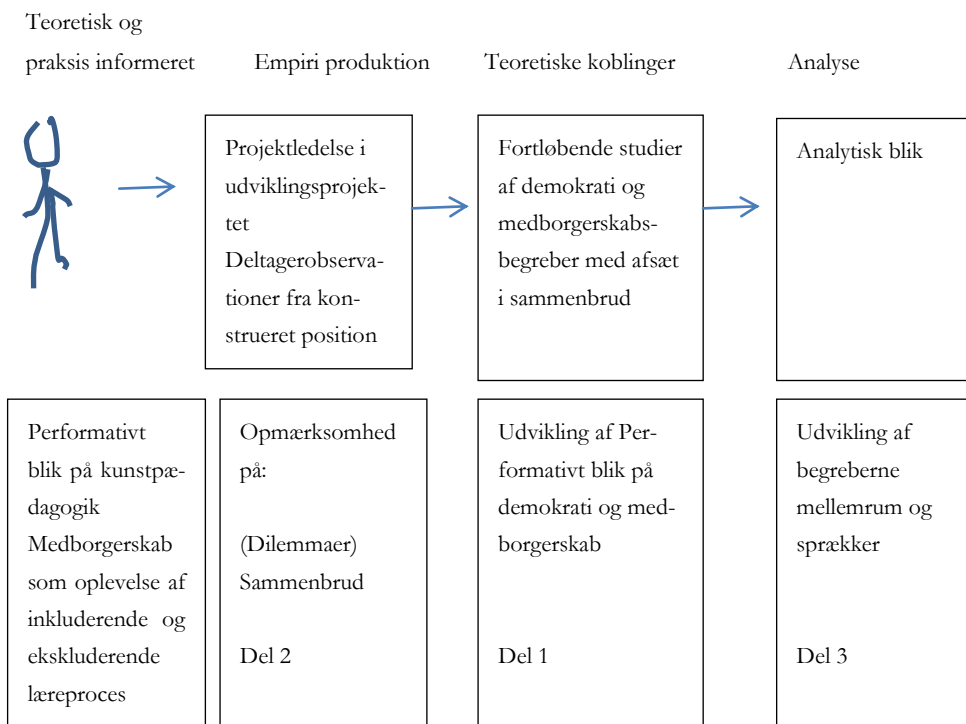 Teoretisk og
praksis informeret
Empiri produktion
Teoretiske koblinger
Analyse
Projektledelse i
udviklingsprojek-
tet
Deltagerobserva-
tioner fra kon-
strueret position
Fortløbende studier
af demokrati og
medborgerskabs-
begreber med afsæt
i sammenbrud
Analytisk blik
Performativt
blik på kunstpæ-
dagogik
Medborgerskab
som oplevelse af
inkluderende og
ekskluderende
læreproces
Opmærksomhed
på:
(Dilemmaer)
Sammenbrud
Del 2
Udvikling af Per-
formativt blik på
demokrati og med-
borgerskab
Del 1
Udvikling af
begreberne
mellemrum og
sprækker
Del 3